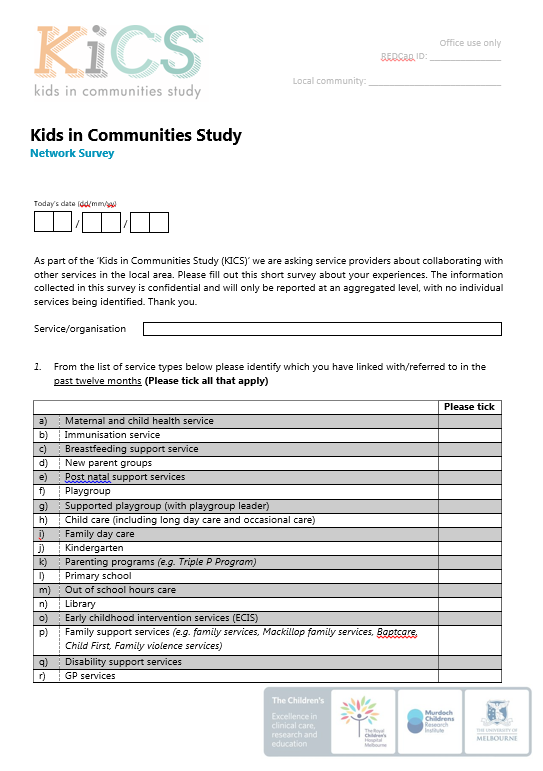 KiCS
kids in communities study
Office use only
REDCap ID: _______________
Local community: _______________________________
Kids in Communities Study
Network Survey
Today's date (dd/mm/yy)
/ /
As part of the 'Kids in Communities Study (KICS)' we are asking service providers about collaborating with
other services in the local area. Please fill out this short survey about your experiences. The information
collected in this survey is confidential and will only be reported at an aggregated level, with no individual
services being identified. Thank you.
Service/organisation
1. From the list of service types below please identify which you have linked with/referred to in the
past twelve months (Please tick all that apply)
Please tick
a) Maternal and child health service
b) Immunisation service
c) Breastfeeding support service
d) New parent groups
e) Post natal support services
f) Playgroup
g) Supported playgroup (with playgroup leader)
h) Child care (including long day care and occasional care)
i) Family day care
j) Kindergarten
k) Parenting programs (e.g. Triple P Program)
l) Primary school
m) Out of school hours care
n) Library
o) Early childhood intervention services (ECIS)
p) Family support services (e.g. family services, Mackillop family services, Baptcare,
Child First, Family violence services)
q) Disability support services
r) GP services
The Children's
Excellence in
clinical care,
research and
education
The Royal
Children's
Hospital
Melbourne
Murdoch
Childrens
Research
Institute
THE UNIVERSITY OF
MELBOURNE